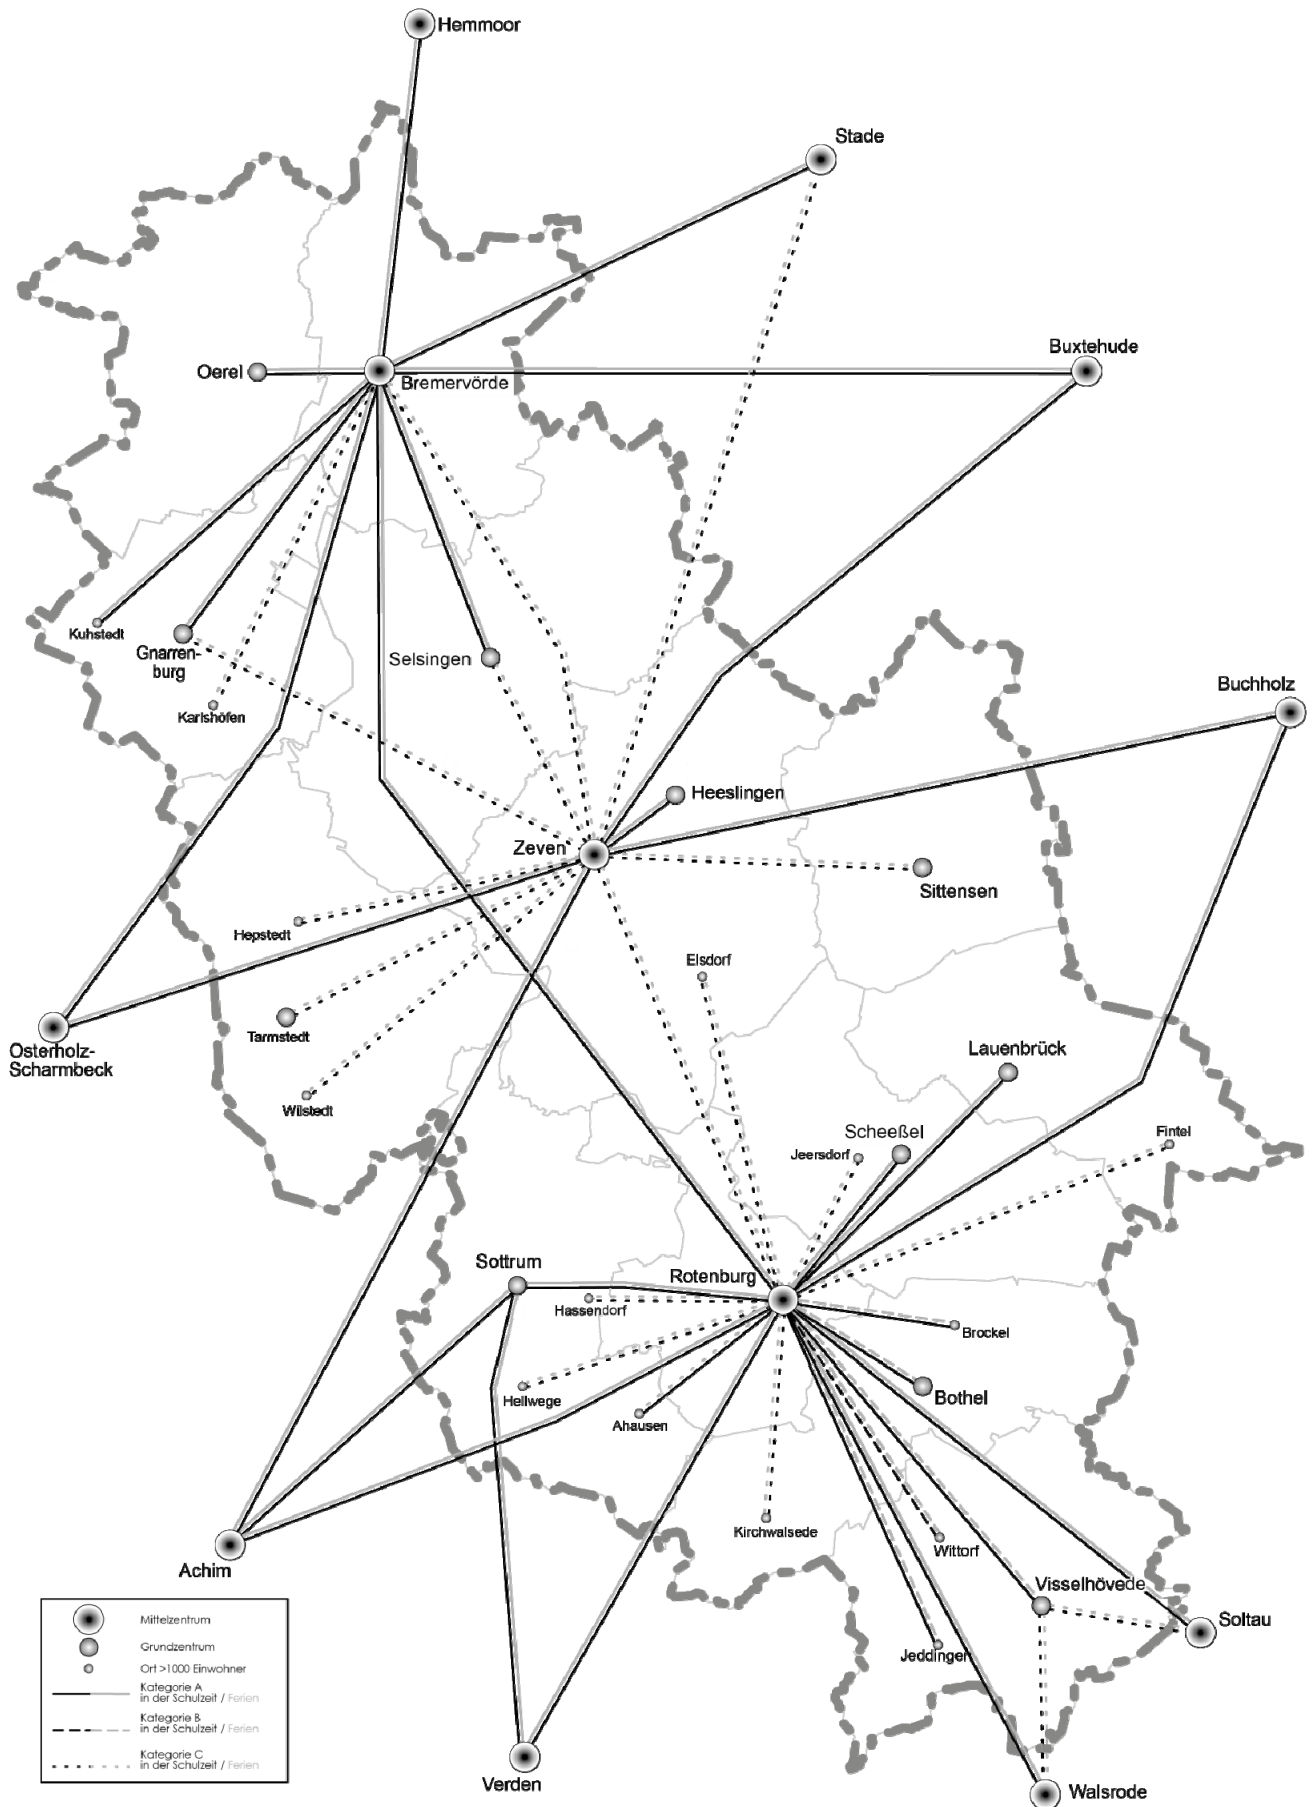 Hemmoor
Stade
Buxtehude
Oerel
Bremervörde
Kuhstedt
Gnarren-
burg
Selsingen
Karlshöfen
Buchholz
Heeslingen
Zeven
Sittensen
Hepstedt
Elsdorf
Tarmstedt
Osterholz-
Scharmbeck
Lauenbrück
Wilstedt
Scheeßel
Fintel
Jeersdorf
Sottrum
Rotenburg
Hassendorf
Brockel
Hellwege
Bothel
Ahausen
Kirchwalsede
Wittorf
Achim
Visselhövede
Soltau
Jeddingen
Verden
Walsrode
Mittelzentrum
Grundzentrum
Ort >1000 Einwohner
Kategorie A
in der Schulzeit / Ferien
Kategorie B
in der Schulzeit / Ferien
Kategorie C
in der Schulzeit / Ferien